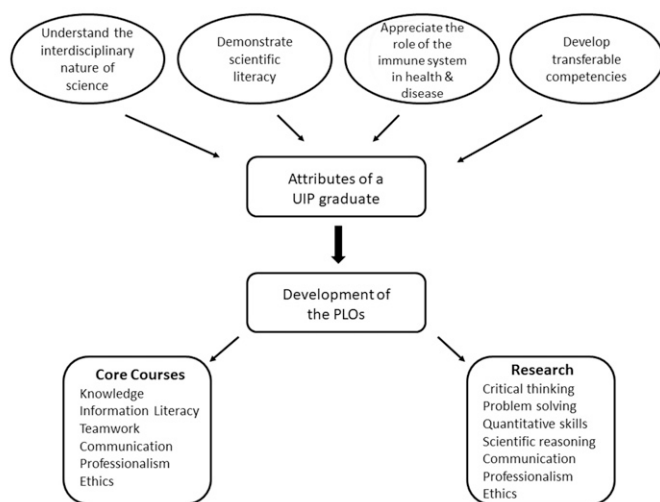 Understand the
interdisciplinary
nature of
science
Demonstrate
scientific
literacy
Appreciate the
role of the
immune system
in health &
disease
Develop
transferable
competencies
Attributes of a
UIP graduate
Development of
the PLOs
Core Courses
Knowledge
Information Literacy
Teamwork
Communication
Professionalism
Ethics
Research
Critical thinking
Problem solving
Quantitative skills
Scientific reasoning
Communication
Professionalism
Ethics